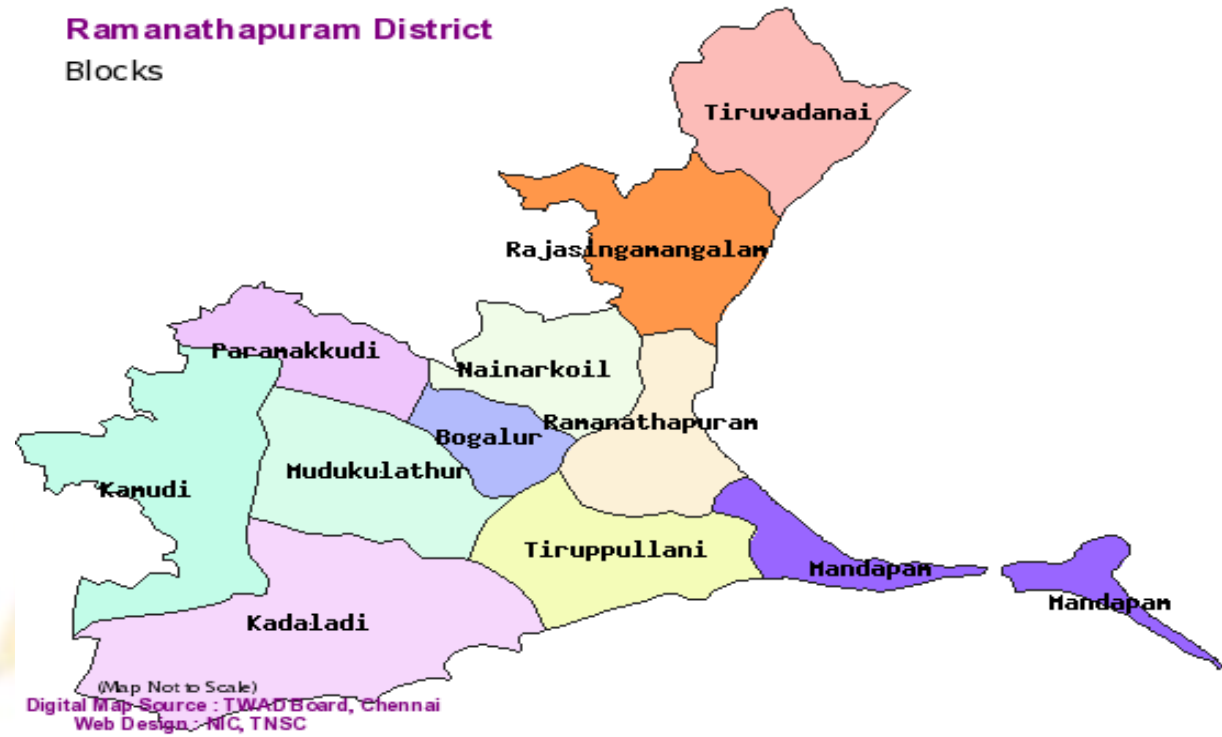 Ramanathapuram District
Blocks
Tiruvadanai
Rajasingamangalam
Paramakkudi
Nainarkoil
Ramanathapuram
Bogalur
Mudukulathur
Kamudi
Tiruppullani
Mandapam
Mandapam
Kadaladi
(Map Not to Scale)
Digital Map Source : TWAD Board, Chennai
Web Design : NIC, TNSC